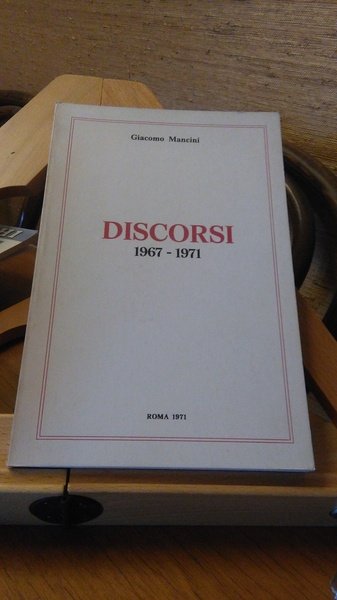 Giacomo Mancini
DISCORSI
1967 - 1971
ROMA 1971